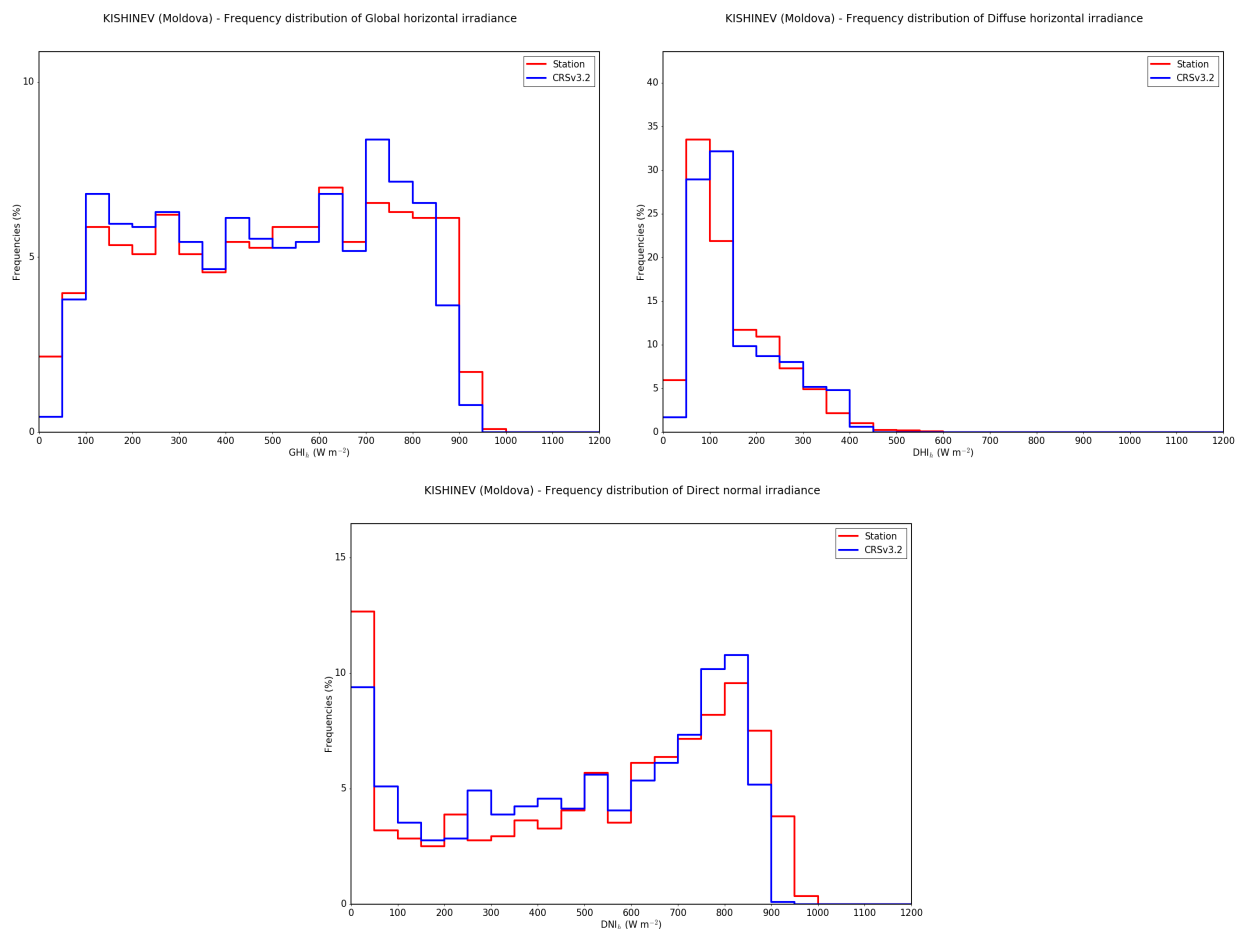 KISHINEV (Moldova) - Frequency distribution of Global horizontal irradiance
Station
CRSv3.2
Frequencies (%)
10
5
0
0 100 200 300 400 500 600 700 800 900 1000 1100 1200
GHI_h (W m⁻²)
KISHINEV (Moldova) - Frequency distribution of Diffuse horizontal irradiance
Station
CRSv3.2
Frequencies (%)
40
35
30
25
20
15
10
5
0
0 100 200 300 400 500 600 700 800 900 1000 1100 1200
DHI_h (W m⁻²)
KISHINEV (Moldova) - Frequency distribution of Direct normal irradiance
Station
CRSv3.2
Frequencies (%)
15
10
5
0
0 100 200 300 400 500 600 700 800 900 1000 1100 1200
DNI_h (W m⁻²)